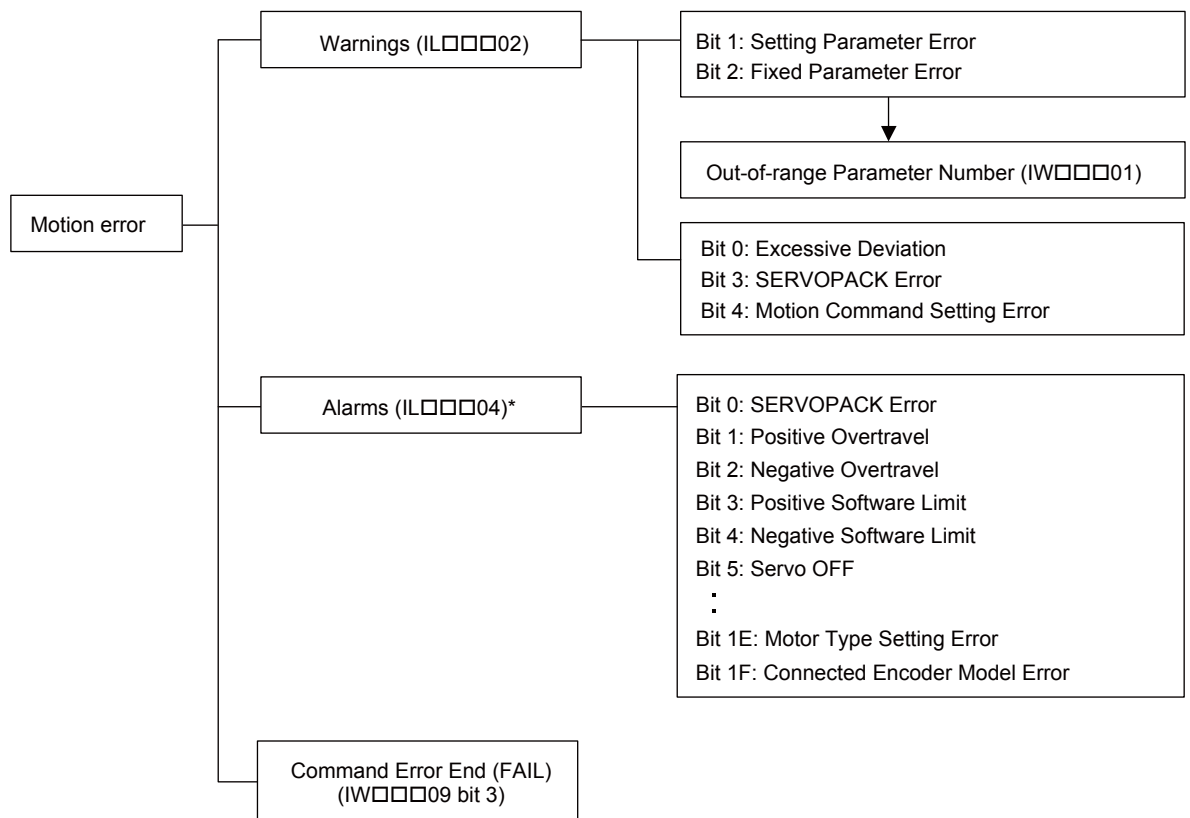 Motion error
Warnings (IL□□□02)
Bit 1: Setting Parameter Error
Bit 2: Fixed Parameter Error
Out-of-range Parameter Number (IW□□□01)
Bit 0: Excessive Deviation
Bit 3: SERVOPACK Error
Bit 4: Motion Command Setting Error
Alarms (IL□□□04)*
Bit 0: SERVOPACK Error
Bit 1: Positive Overtravel
Bit 2: Negative Overtravel
Bit 3: Positive Software Limit
Bit 4: Negative Software Limit
Bit 5: Servo OFF
:
Bit 1E: Motor Type Setting Error
Bit 1F: Connected Encoder Model Error
Command Error End (FAIL)
(IW□□□09 bit 3)